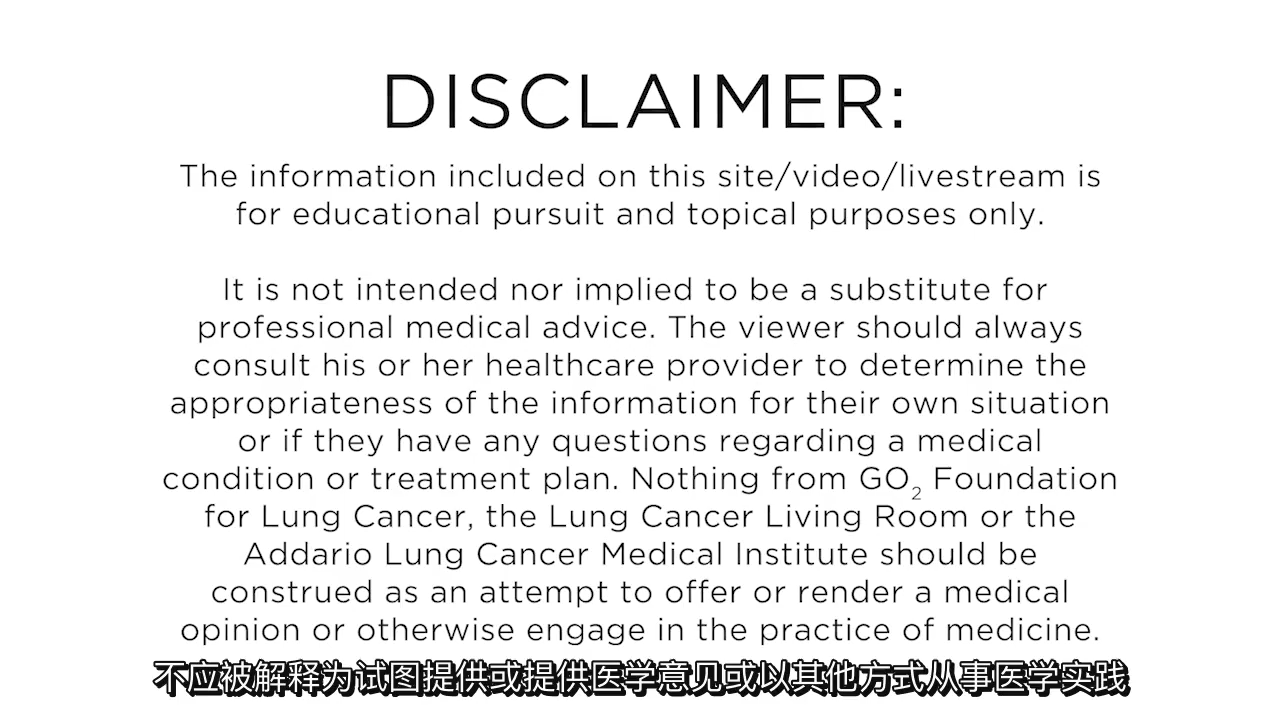 DISCLAIMER:
The information included on this site/video/livestream is
for educational pursuit and topical purposes only.
It is not intended nor implied to be a substitute for
professional medical advice. The viewer should always
consult his or her healthcare provider to determine the
appropriateness of the information for their own situation
or if they have any questions regarding a medical
condition or treatment plan. Nothing from GO₂ Foundation
for Lung Cancer, the Lung Cancer Living Room or the
Addario Lung Cancer Medical Institute should be
construed as an attempt to offer or render a medical
opinion or otherwise engage in the practice of medicine.
不应被解释为试图提供或提供医学意见或以其他方式从事医学实践